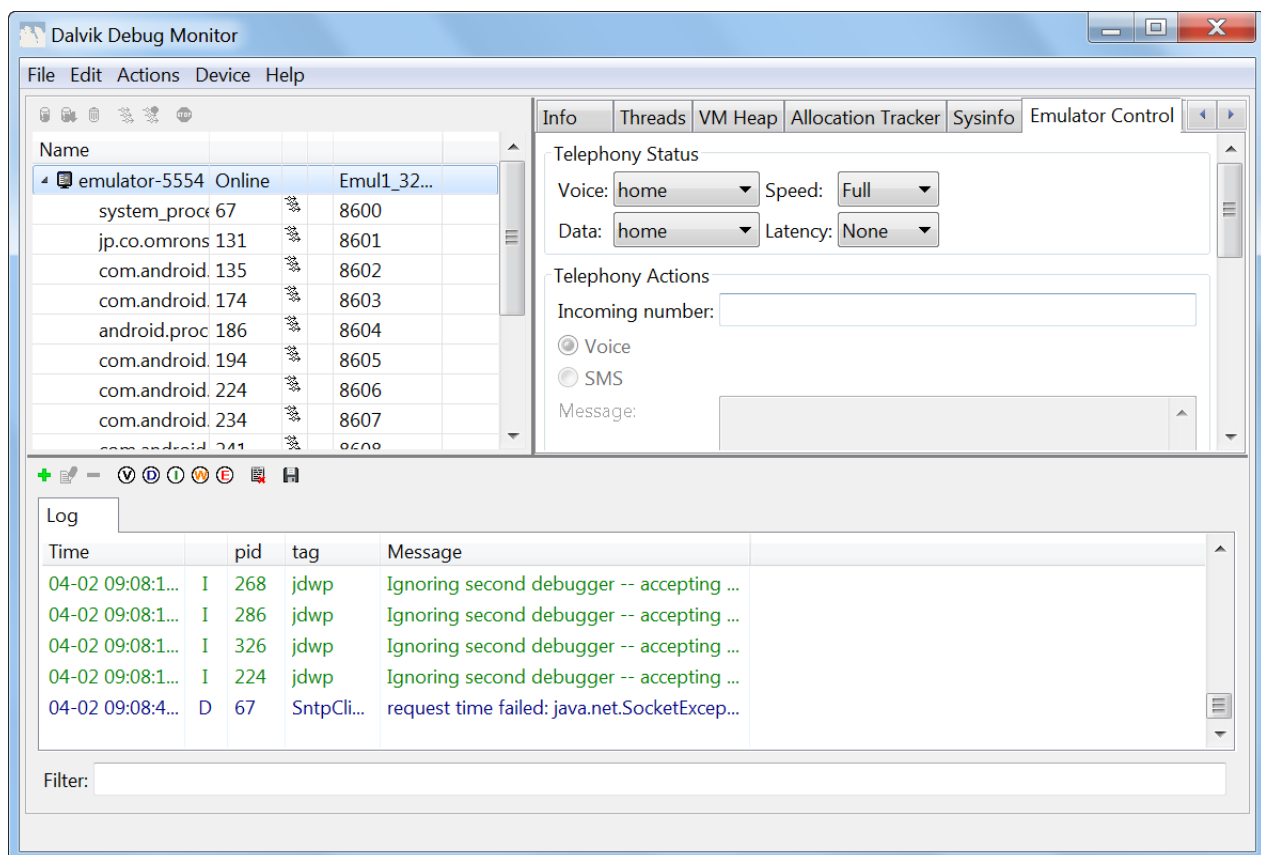 Dalvik Debug Monitor
File Edit Actions Device Help
Info Threads VM Heap Allocation Tracker Sysinfo Emulator Control
Name
emulator-5554 Online Emul1_32...
system_proce 67 8600
jp.co.omrons 131 8601
com.android. 135 8602
com.android. 174 8603
android.proc 186 8604
com.android. 194 8605
com.android. 224 8606
com.android. 234 8607
com.android 241 8608
Telephony Status
Voice: home Speed: Full
Data: home Latency: None
Telephony Actions
Incoming number:
Voice
SMS
Message:
V D I W E
Log
Time pid tag Message
04-02 09:08:1... I 268 jdwp Ignoring second debugger -- accepting ...
04-02 09:08:1... I 286 jdwp Ignoring second debugger -- accepting ...
04-02 09:08:1... I 326 jdwp Ignoring second debugger -- accepting ...
04-02 09:08:1... I 224 jdwp Ignoring second debugger -- accepting ...
04-02 09:08:4... D 67 SntpCli... request time failed: java.net.SocketExcep...
Filter: